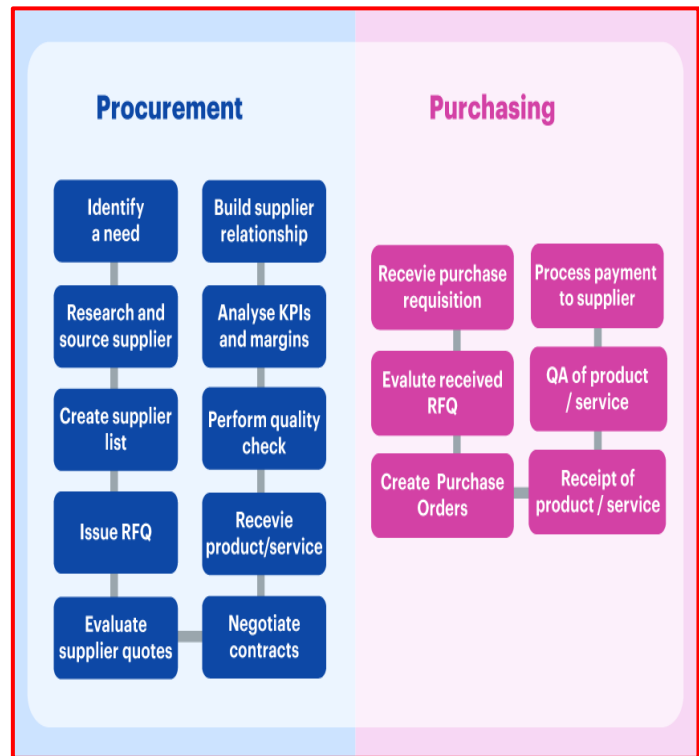 Procurement
Identify
a need
Research and
source supplier
Create supplier
list
Issue RFQ
Evaluate
supplier quotes
Negotiate
contracts
Recevie
product/service
Perform quality
check
Analyse KPIs
and margins
Build supplier
relationship
Purchasing
Recevie purchase
requisition
Evalute received
RFQ
Create Purchase
Orders
Receipt of
product / service
QA of product
/ service
Process payment
to supplier